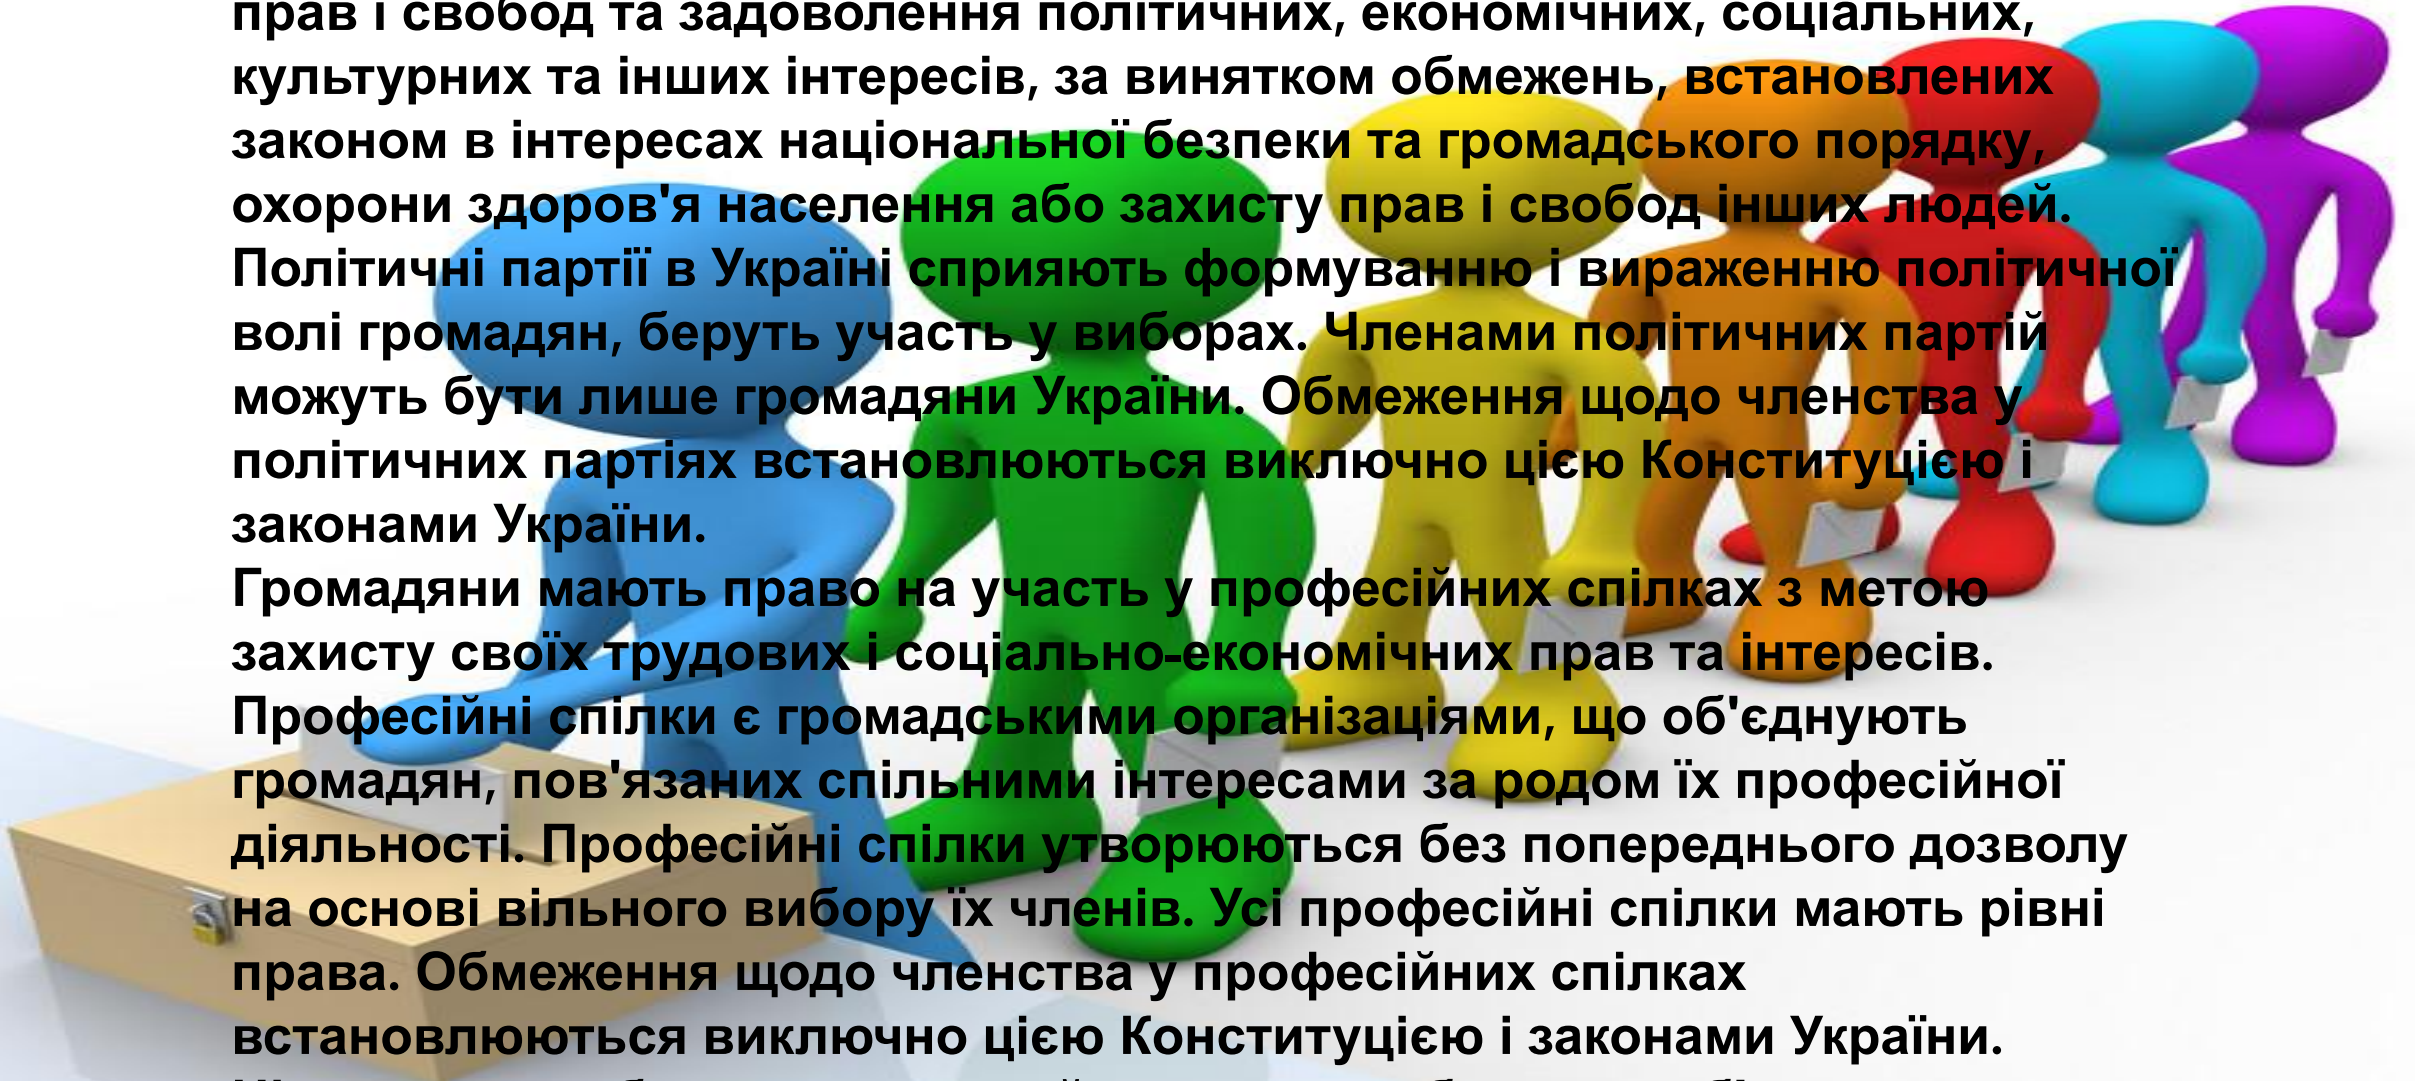 прав і свобод та задоволення політичних, економічних, соціальних,
культурних та інших інтересів, за винятком обмежень, встановлених
законом в інтересах національної безпеки та громадського порядку,
охорони здоров'я населення або захисту прав і свобод інших людей.
Політичні партії в Україні сприяють формуванню і вираженню політичної
волі громадян, беруть участь у виборах. Членами політичних партій
можуть бути лише громадяни України. Обмеження щодо членства у
політичних партіях встановлюються виключно цією Конституцією і
законами України.
Громадяни мають право на участь у професійних спілках з метою
захисту своїх трудових і соціально-економічних прав та інтересів.
Професійні спілки є громадськими організаціями, що об'єднують
громадян, пов'язаних спільними інтересами за родом їх професійної
діяльності. Професійні спілки утворюються без попереднього дозволу
на основі вільного вибору їх членів. Усі професійні спілки мають рівні
права. Обмеження щодо членства у професійних спілках
встановлюються виключно цією Конституцією і законами України.